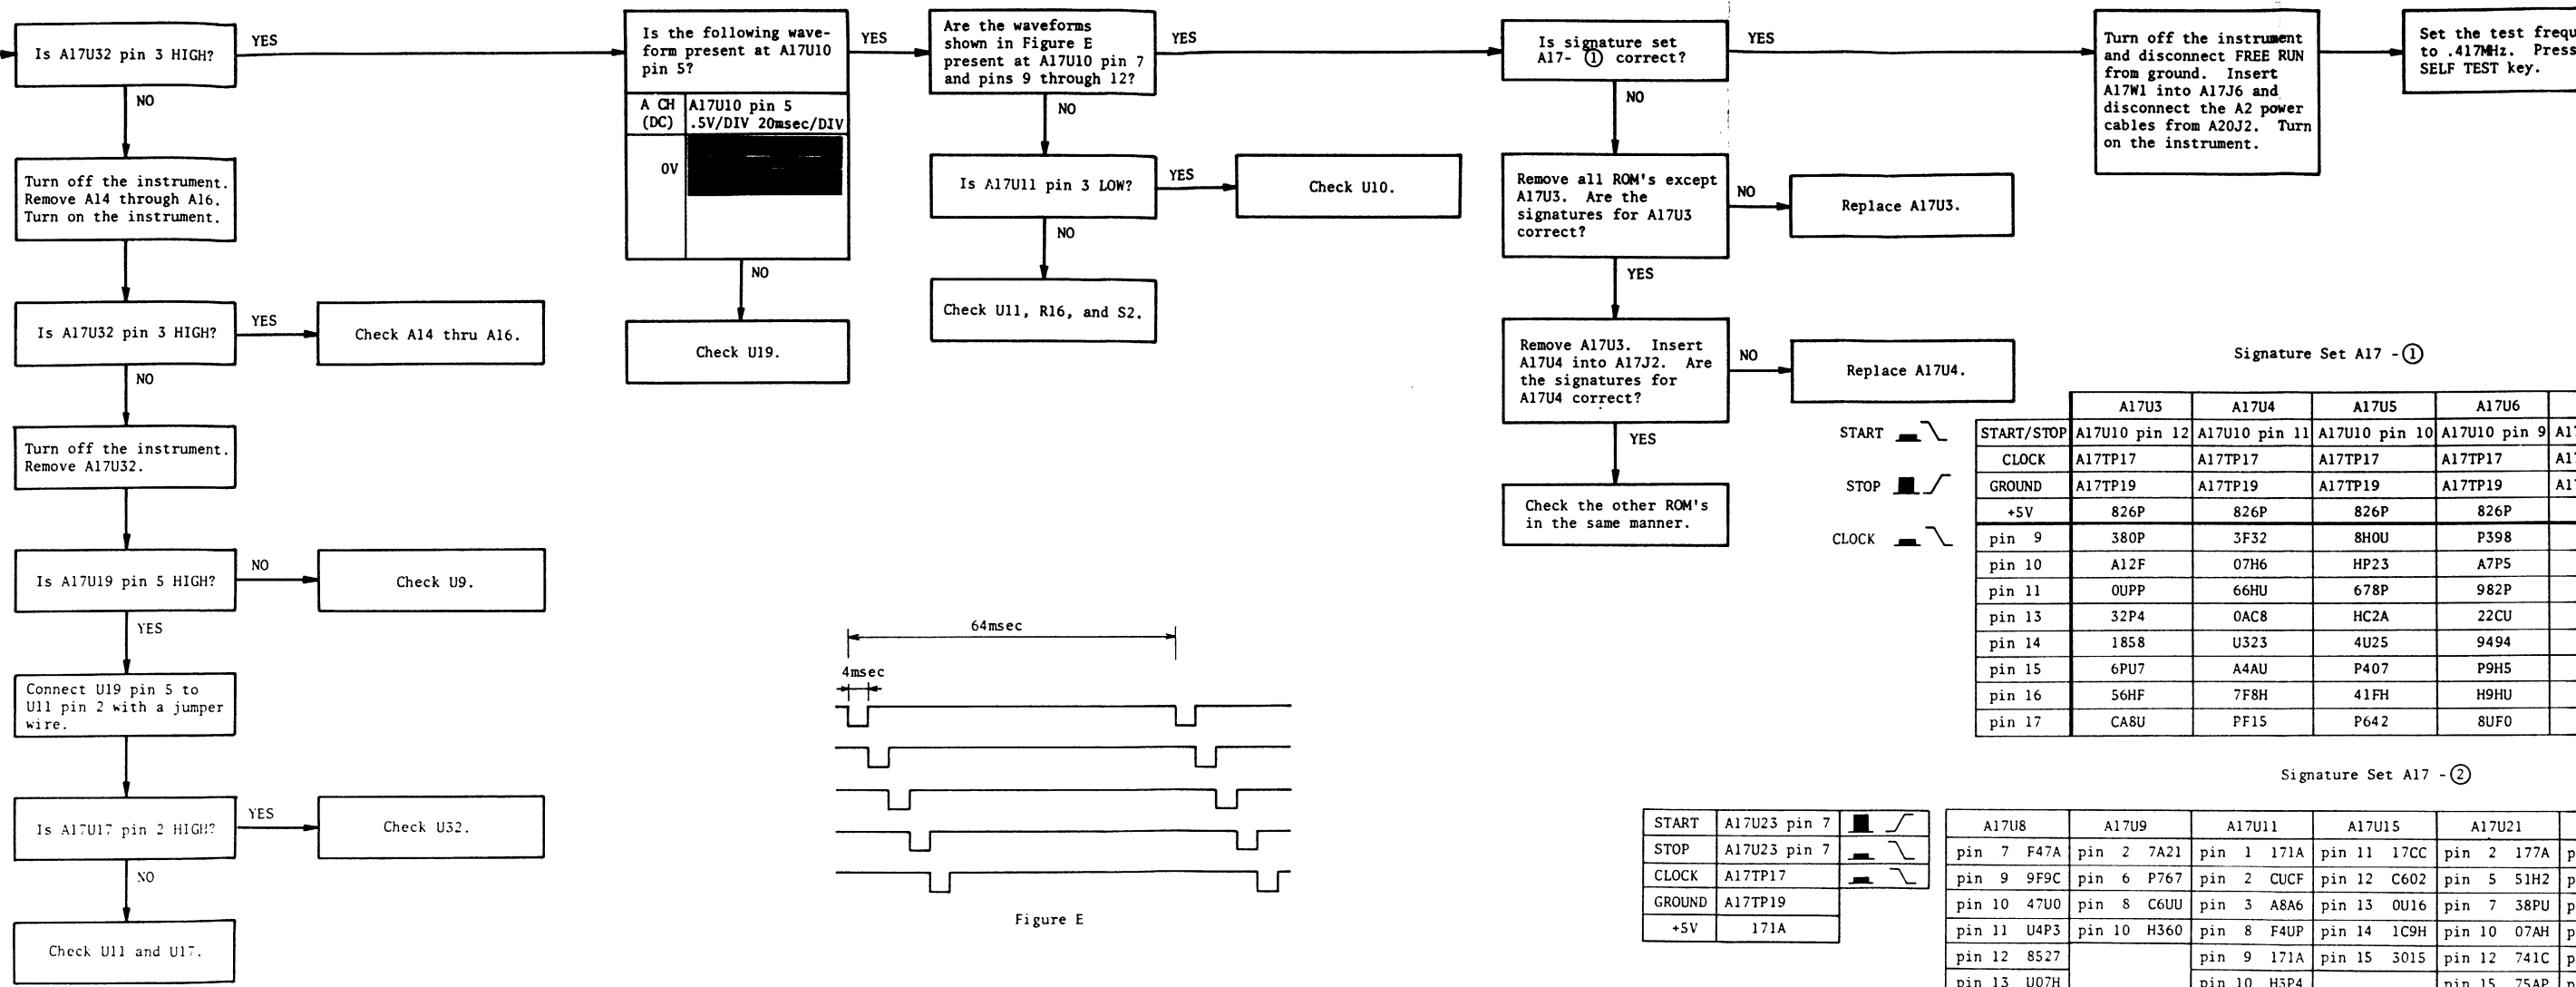 Is A17U32 pin 3 HIGH?
YES
NO
Turn off the instrument.
Remove A14 through A16.
Turn on the instrument.
Is A17U32 pin 3 HIGH?
YES
Check A14 thru A16.
NO
Turn off the instrument.
Remove A17U32.
Is A17U19 pin 5 HIGH?
NO
Check U9.
YES
Connect U19 pin 5 to
U11 pin 2 with a jumper
wire.
Is A17U17 pin 2 HIGH?
YES
Check U32.
NO
Check U11 and U17.
Is the following wave-
form present at A17U10
pin 5?
A CH
(DC)
A17U10 pin 5
.5V/DIV 20msec/DIV
0V
YES
NO
Check U19.
Are the waveforms
shown in Figure E
present at A17U10 pin 7
and pins 9 through 12?
YES
NO
Is A17U11 pin 3 LOW?
YES
Check U10.
NO
Check U11, R16, and S2.
64msec
4msec
Figure E
Is signature set
A17- ① correct?
YES
NO
Remove all ROM's except
A17U3. Are the
signatures for A17U3
correct?
NO
Replace A17U3.
YES
Remove A17U3. Insert
A17U4 into A17J2. Are
the signatures for
A17U4 correct?
NO
Replace A17U4.
YES
Check the other ROM's
in the same manner.
Turn off the instrument
and disconnect FREE RUN
from ground. Insert
A17W1 into A17J6 and
disconnect the A2 power
cables from A20J2. Turn
on the instrument.
Set the test frequ
to .417MHz. Press
SELF TEST key.
START
STOP
CLOCK
Signature Set A17 - ①
A17U3 A17U4 A17U5 A17U6
START/STOP A17U10 pin 12 A17U10 pin 11 A17U10 pin 10 A17U10 pin 9 A1
CLOCK A17TP17 A17TP17 A17TP17 A17TP17 A1
GROUND A17TP19 A17TP19 A17TP19 A17TP19 A1
+5V 826P 826P 826P 826P
pin 9 380P 3F32 8H0U P398
pin 10 A12F 07H6 HP23 A7P5
pin 11 0UPP 66HU 678P 982P
pin 13 32P4 0AC8 HC2A 22CU
pin 14 1858 U323 4U25 9494
pin 15 6PU7 A4AU P407 P9H5
pin 16 56HF 7F8H 41FH H9HU
pin 17 CA8U PF15 P642 8UF0
Signature Set A17 - ②
START A17U23 pin 7
STOP A17U23 pin 7
CLOCK A17TP17
GROUND A17TP19
+5V 171A
A17U8 A17U9 A17U11 A17U15 A17U21
pin 7 F47A pin 2 7A21 pin 1 171A pin 11 17CC pin 2 177A p
pin 9 9F9C pin 6 P767 pin 2 CUCF pin 12 C602 pin 5 51H2 p
pin 10 47U0 pin 8 C6UU pin 3 A8A6 pin 13 0U16 pin 7 38PU p
pin 11 U4P3 pin 10 H360 pin 8 F4UP pin 14 1C9H pin 10 07AH p
pin 12 8527 pin 9 171A pin 15 3015 pin 12 741C p
pin 13 U07H pin 10 H3P4 pin 15 75AP p